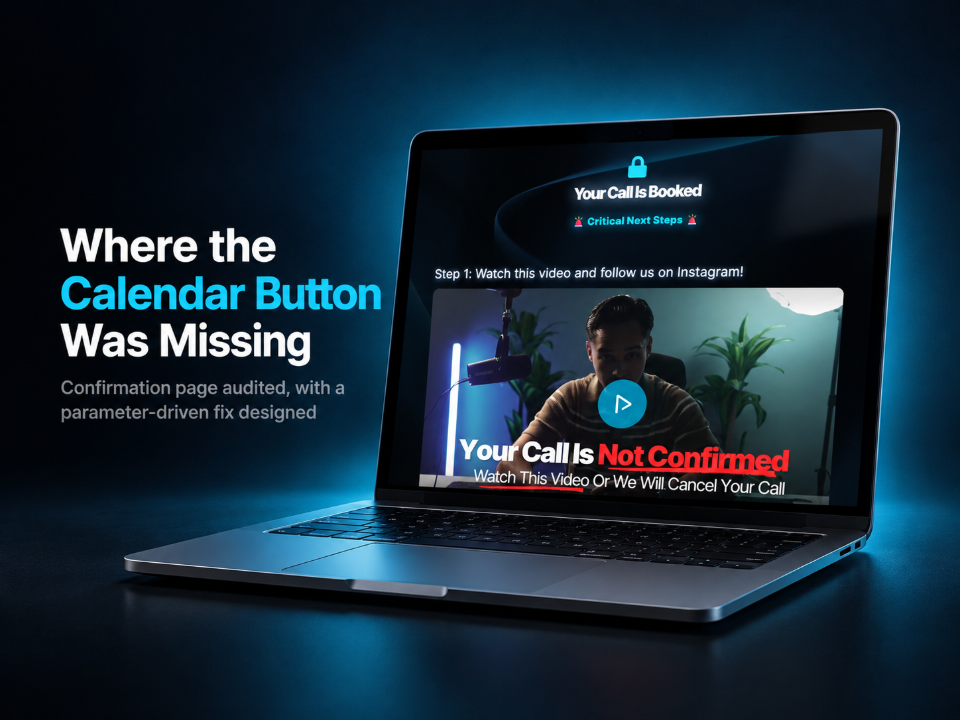 Where the
Calendar Button
Was Missing
Confirmation page audited, with a
parameter-driven fix designed
Your Call Is Booked
🚨 Critical Next Steps 🚨
Step 1: Watch this video and follow us on Instagram!
Your Call Is Not Confirmed
Watch This Video Or We Will Cancel Your Call